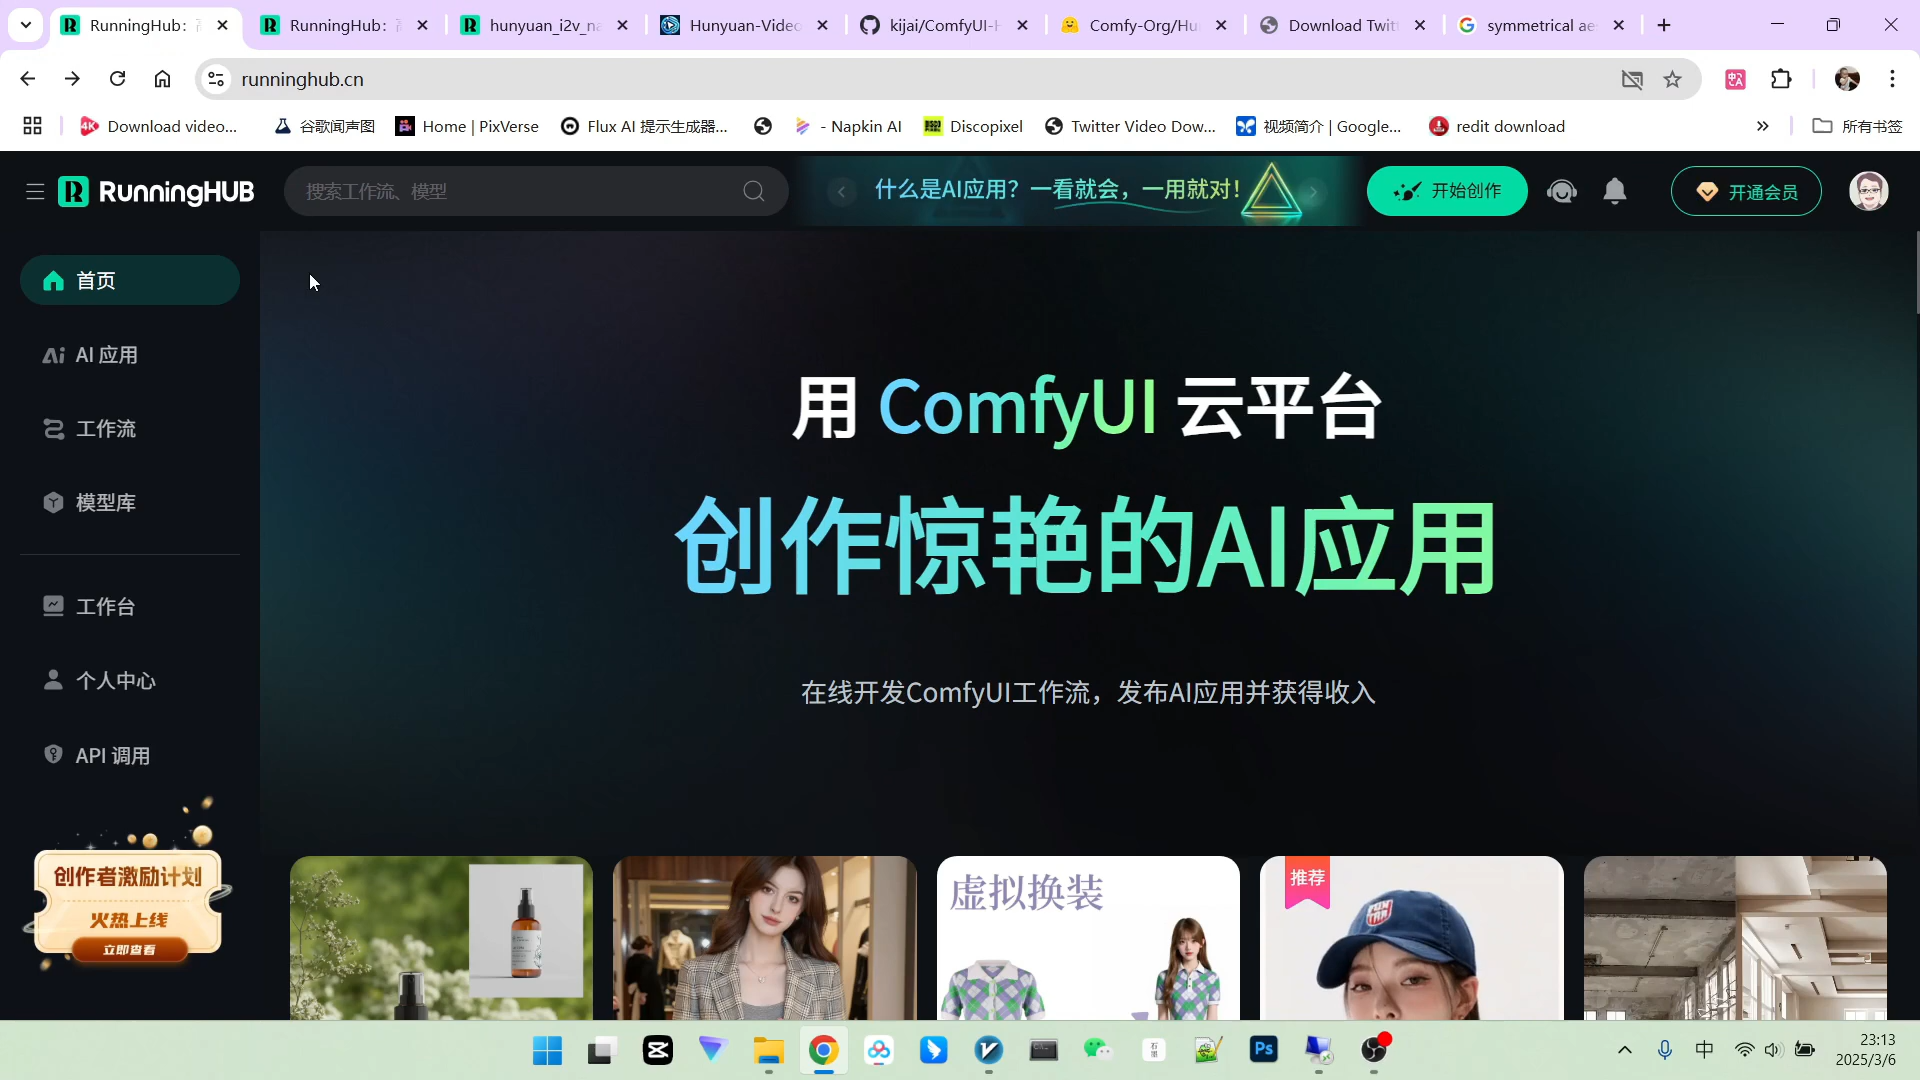 RunningHub: 
RunningHub: 
hunyuan_i2v_na
Hunyuan-Video
kijai/ComfyUI-H
Comfy-Org/Hu
Download Twitt
symmetrical ae
runninghub.cn
Download video...
谷歌闻声图
Home | PixVerse
Flux AI 提示生成器...
- Napkin AI
Discopixel
Twitter Video Dow...
视频简介 | Google...
redit download
所有书签
RunningHUB
搜索工作流、模型
什么是AI应用？一看就会，一用就对！
开始创作
开通会员
首页
AI 应用
工作流
模型库
工作台
个人中心
API 调用
创作者激励计划
火热上线
立即查看
用 ComfyUI 云平台
创作惊艳的AI应用
在线开发ComfyUI工作流，发布AI应用并获得收入
虚拟换装
推荐
中
23:13
2025/3/6